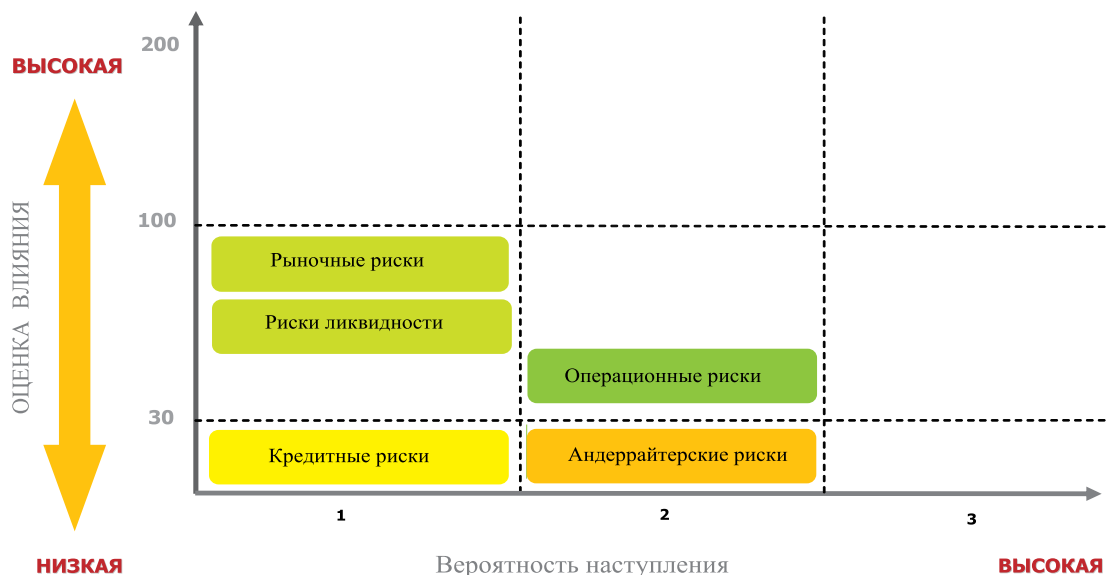 200
ВЫСОКАЯ
ОЦЕНКА ВЛИЯНИЯ
100
Рыночные риски
Риски ликвидности
Операционные риски
30
Кредитные риски
Андеррайтерские риски
1
2
3
НИЗКАЯ
Вероятность наступления
ВЫСОКАЯ